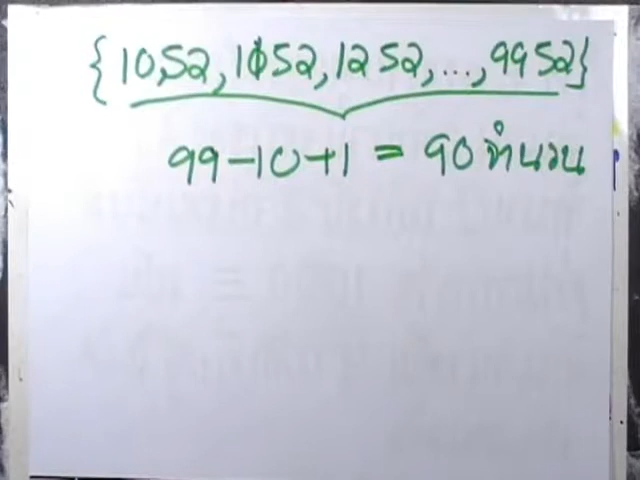 {1052, 1152, 1252, ..., 9952}
99-10+1 = 90 จำนวน